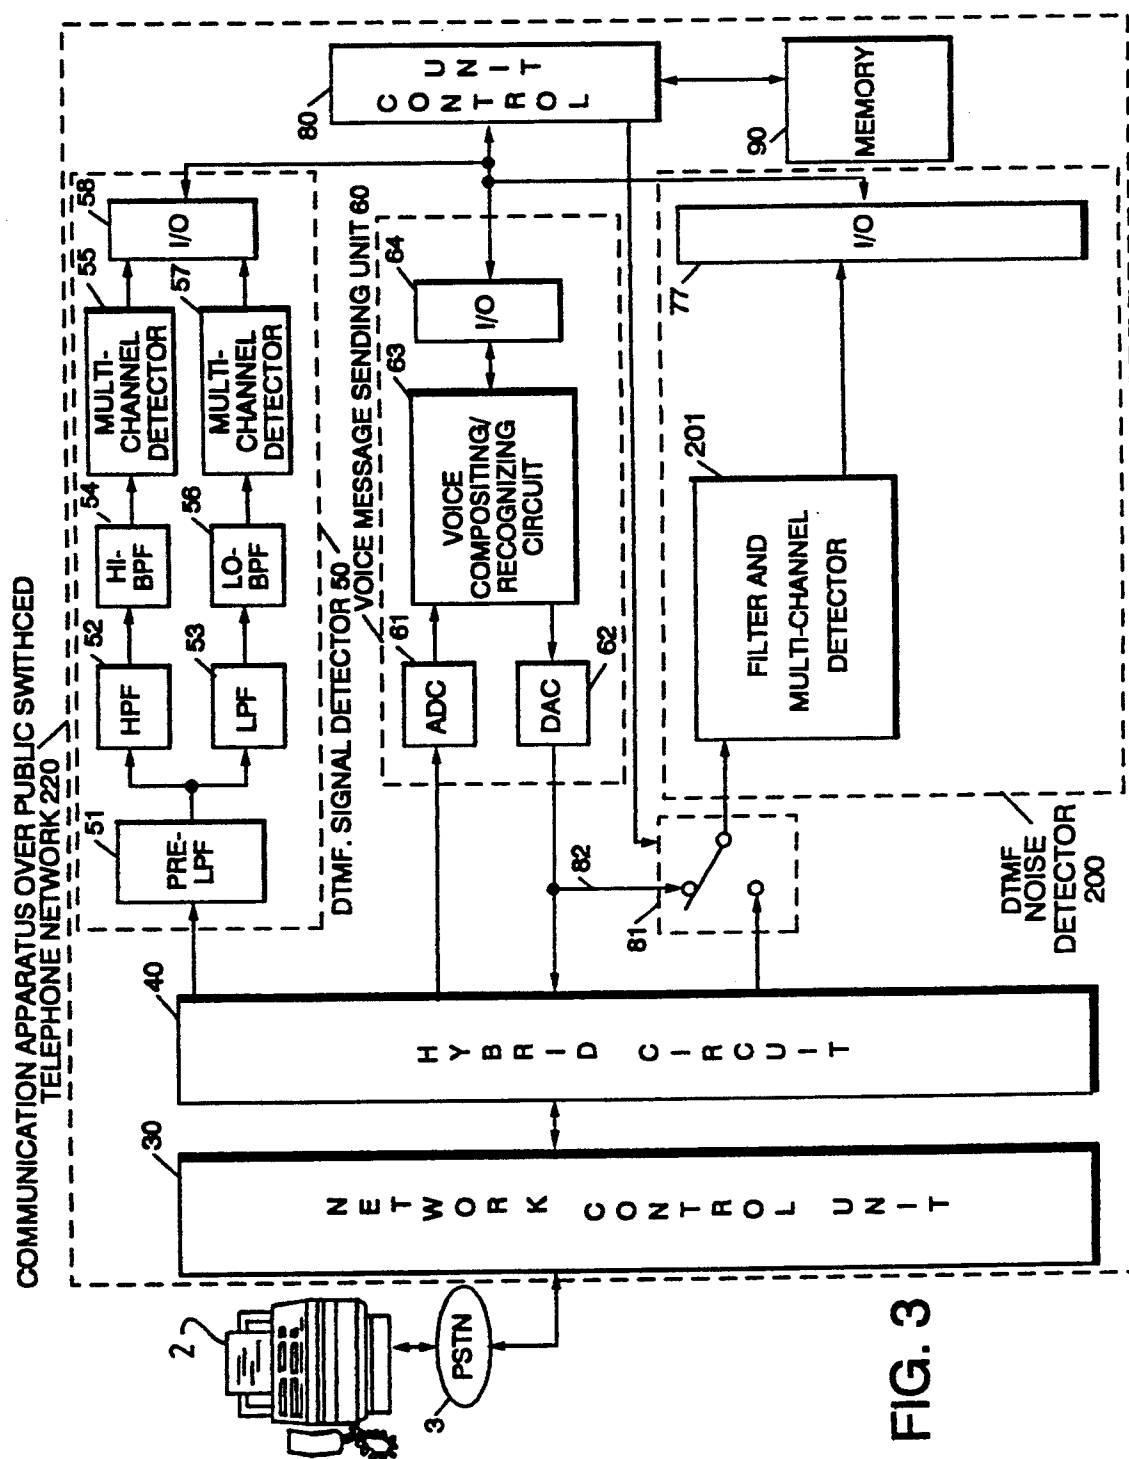 COMMUNICATION APPARATUS OVER PUBLIC SWITHCED
TELEPHONE NETWORK 220
2
PSTN
3
30
NETWORK CONTROL UNIT
40
HYBRID CIRCUIT
51
PRE-
LPF
52
HPF
53
LPF
54
HI-
BPF
56
LO-
BPF
55
MULTI-
CHANNEL
DETECTOR
57
MULTI-
CHANNEL
DETECTOR
58
I/O
DTMF. SIGNAL DETECTOR 50
VOICE MESSAGE SENDING UNIT 60
61
ADC
62
DAC
63
VOICE
COMPOSITING/
RECOGNIZING
CIRCUIT
64
I/O
80
UNIT
CONTROL
90
MEMORY
81
82
201
FILTER AND
MULTI-CHANNEL
DETECTOR
77
I/O
DTMF
NOISE
DETECTOR
200
FIG. 3